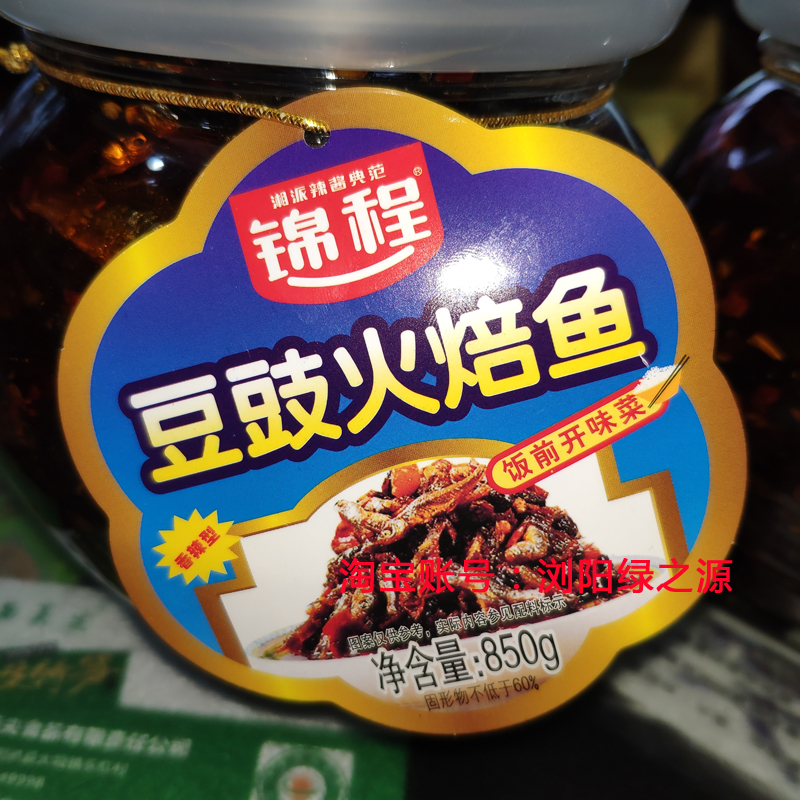 湘派辣酱典范
锦程®
豆豉火焙鱼
饭前开味菜
香辣型
淘宝账号：浏阳绿之源
图案仅供参考，实际内容参见配料标示
净含量:850g
固形物不低于60%